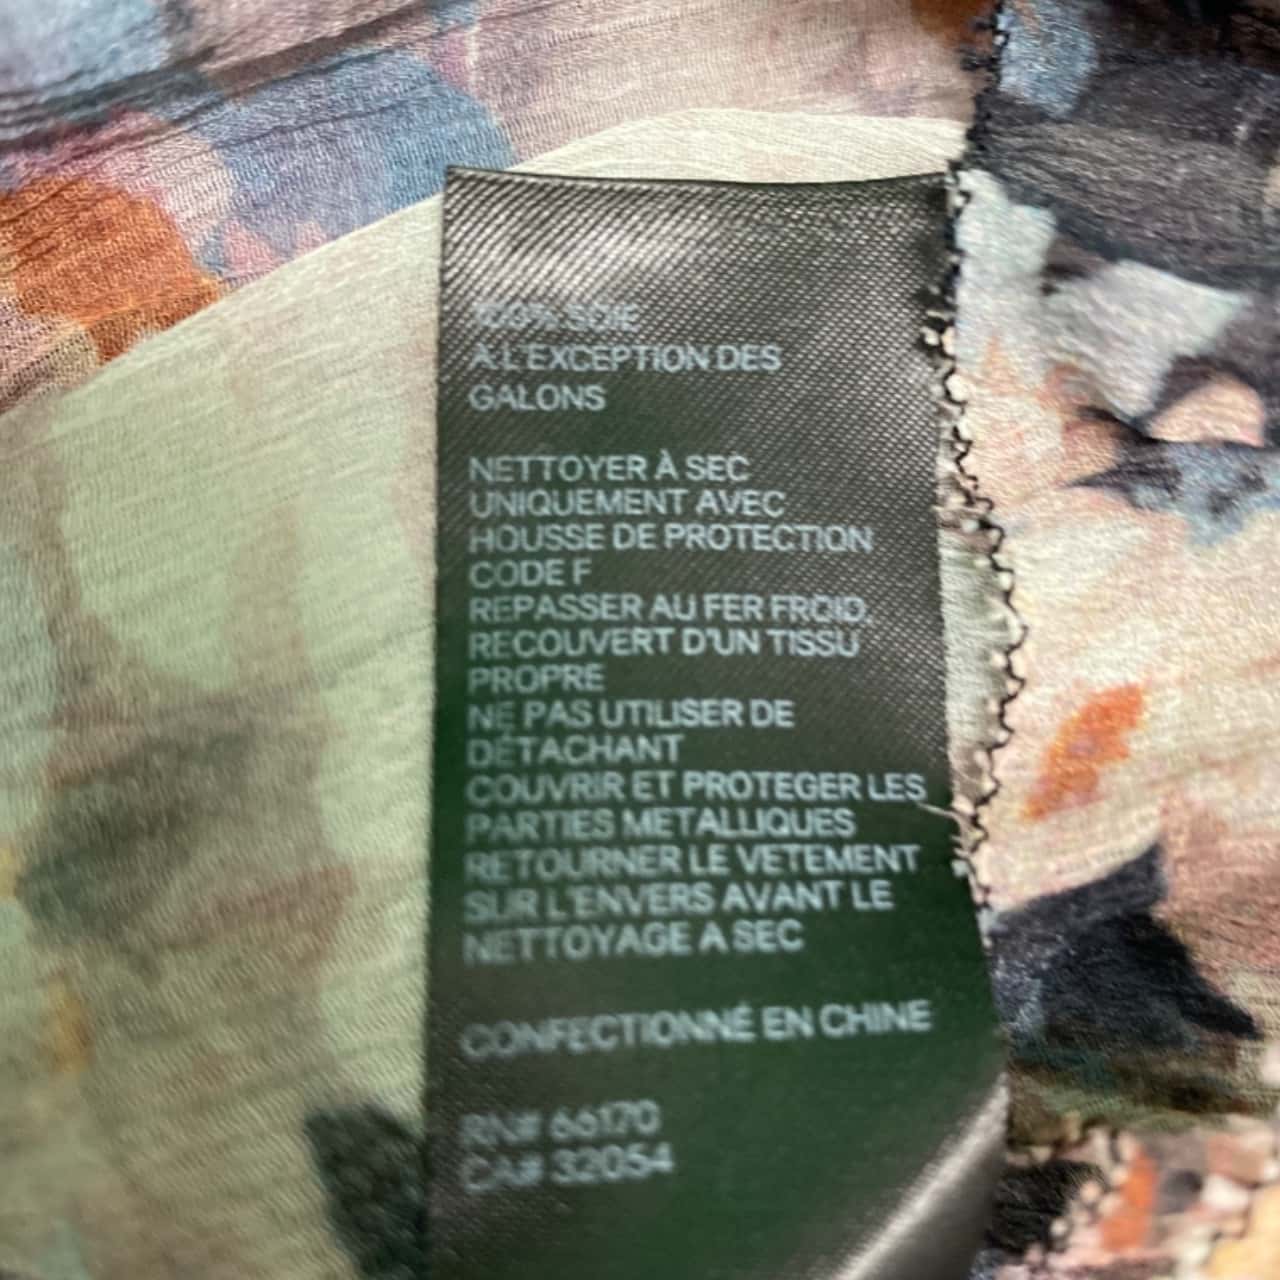 100% SOIE
À L'EXCEPTION DES
GALONS
NETTOYER À SEC
UNIQUEMENT AVEC
HOUSSE DE PROTECTION
CODE F
REPASSER AU FER FROID,
RECOUVERT D'UN TISSU
PROPRE
NE PAS UTILISER DE
DÉTACHANT
COUVRIR ET PROTEGER LES
PARTIES METALLIQUES
RETOURNER LE VETEMENT
SUR L'ENVERS AVANT LE
NETTOYAGE A SEC
CONFECTIONNÉ EN CHINE
RN# 66170
CA# 32054